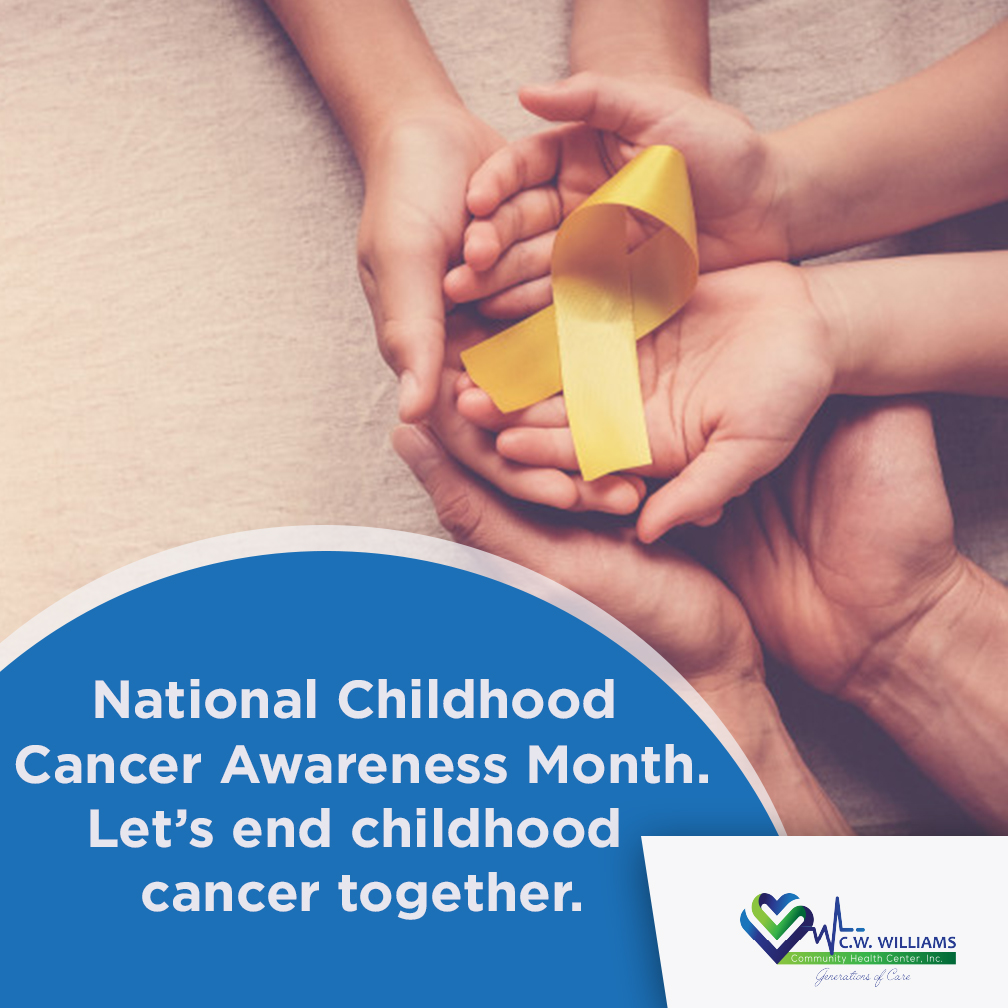 National Childhood
Cancer Awareness Month.
Let’s end childhood
cancer together.
C.W. WILLIAMS
Community Health Center, Inc.
Generations of Care